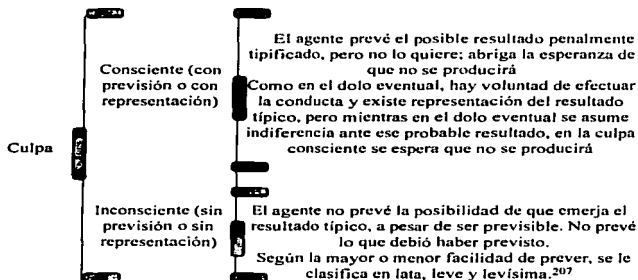 Culpa
Consciente (con
previsión o con
representación)
El agente prevé el posible resultado penalmente
tipificado, pero no lo quiere; abriga la esperanza de
que no se producirá
Como en el dolo eventual, hay voluntad de efectuar
la conducta y existe representación del resultado
típico, pero mientras en el dolo eventual se asume
indiferencia ante ese probable resultado, en la culpa
consciente se espera que no se producirá
Inconsciente (sin
previsión o sin
representación)
El agente no prevé la posibilidad de que emerja el
resultado típico, a pesar de ser previsible. No prevé
lo que debió haber previsto.
Según la mayor o menor facilidad de prever, se le
clasifica en lata, leve y levísima.207